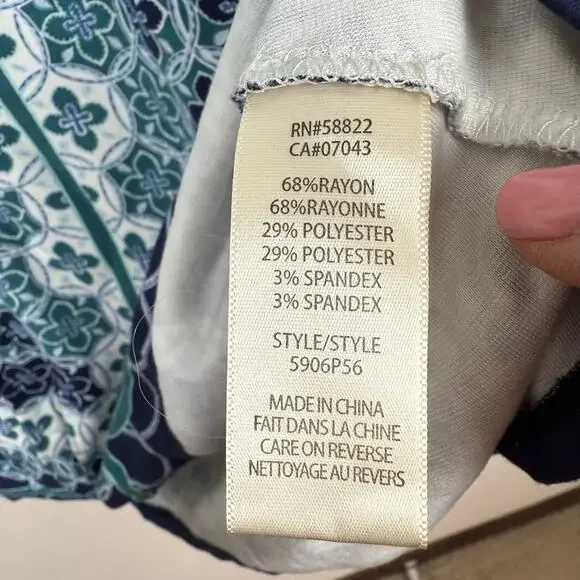 RN#58822
CA#07043
68%RAYON
68%RAYONNE
29% POLYESTER
29% POLYESTER
3% SPANDEX
3% SPANDEX
STYLE/STYLE
5906P56
MADE IN CHINA
FAIT DANS LA CHINE
CARE ON REVERSE
NETTOYAGE AU REVERS